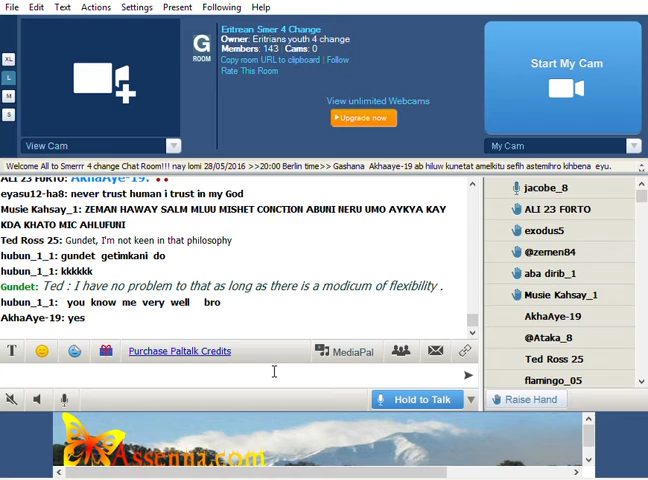 File Edit Text Actions Settings Present Following Help
Eritrean Smer 4 Change
Owner: Eritrians youth 4 change
Members: 143 Cams: 0
Copy room URL to clipboard | Follow
Rate This Room
G
ROOM
XL
L
M
S
View unlimited Webcams
Upgrade now
View Cam
Start My Cam
My Cam
Welcome All to Smerrr 4 change Chat Room!!! nay lomi 28/05/2016 >>20:00 Berlin time>> Gashana Akhaaye-19 ab hiluw kunetat amelkitu sefih astemihro kihbena eyu.
ALI 23 F0RTO: AkhaAye-19:
eyasu12-ha8: never trust human i trust in my God
Musie Kahsay_1: ZEMAN HAWAY SALM MLUU MISHET CONCTION ABUNI NERU UMO AYKYA KAY
KDA KHATO MIC AHLUFUNI
Ted Ross 25: Gundet, I'm not keen in that philosophy
hubun_1_1: gundet getimkani do
hubun_1_1: kkkkkk
Gundet: Ted : I have no problem to that as long as there is a modicum of flexibility .
hubun_1_1: you know me very well bro
AkhaAye-19: yes
jacobe_8
ALI 23 F0RTO
exodus5
@zemen84
aba dirib_1
Musie Kahsay_1
AkhaAye-19
@Ataka_8
Ted Ross 25
flamingo_05
T Purchase Paltalk Credits MediaPal
Hold to Talk
Raise Hand
Assenna.com